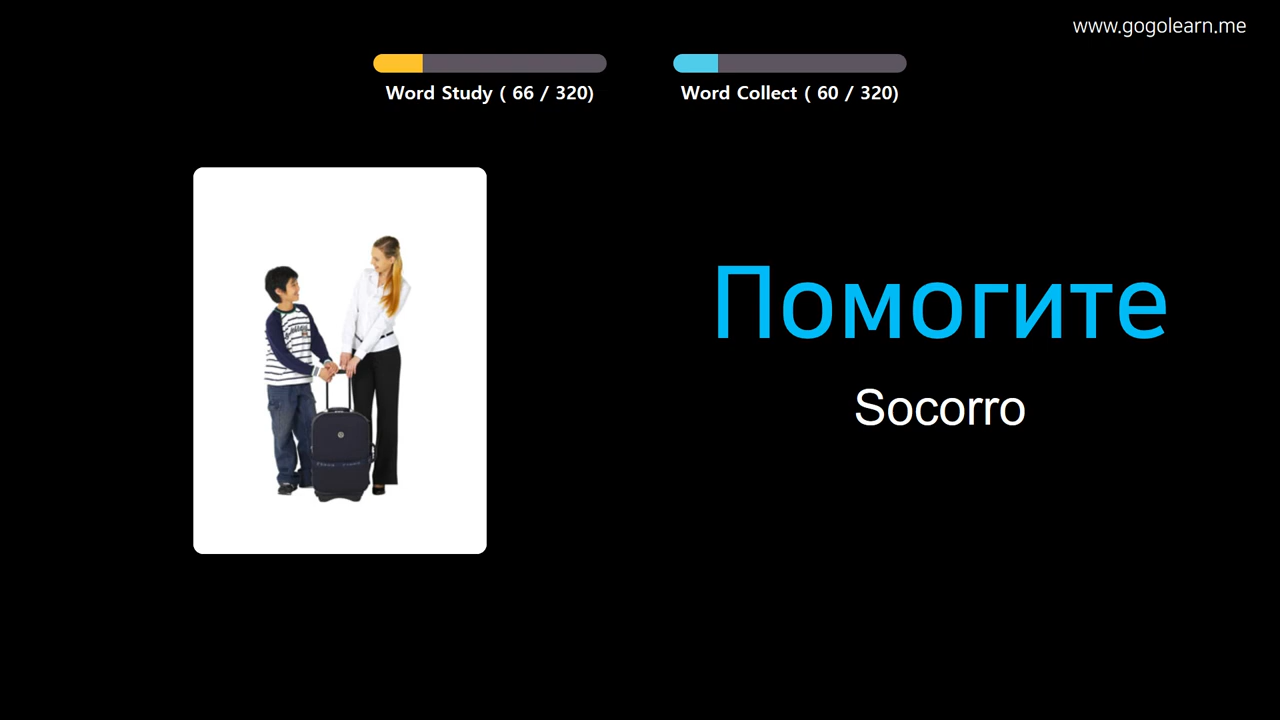 www.gogolearn.me
Word Study ( 66 / 320)
Word Collect ( 60 / 320)
Помогите
Socorro